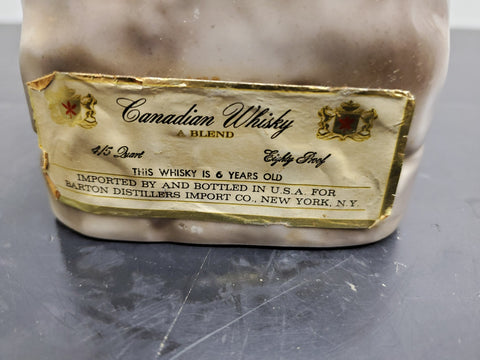 Canadian Whisky
A BLEND
4/5 Quart Eighty Proof
THIS WHISKY IS 6 YEARS OLD
IMPORTED BY AND BOTTLED IN U.S.A. FOR
BARTON DISTILLERS IMPORT CO., NEW YORK, N.Y.